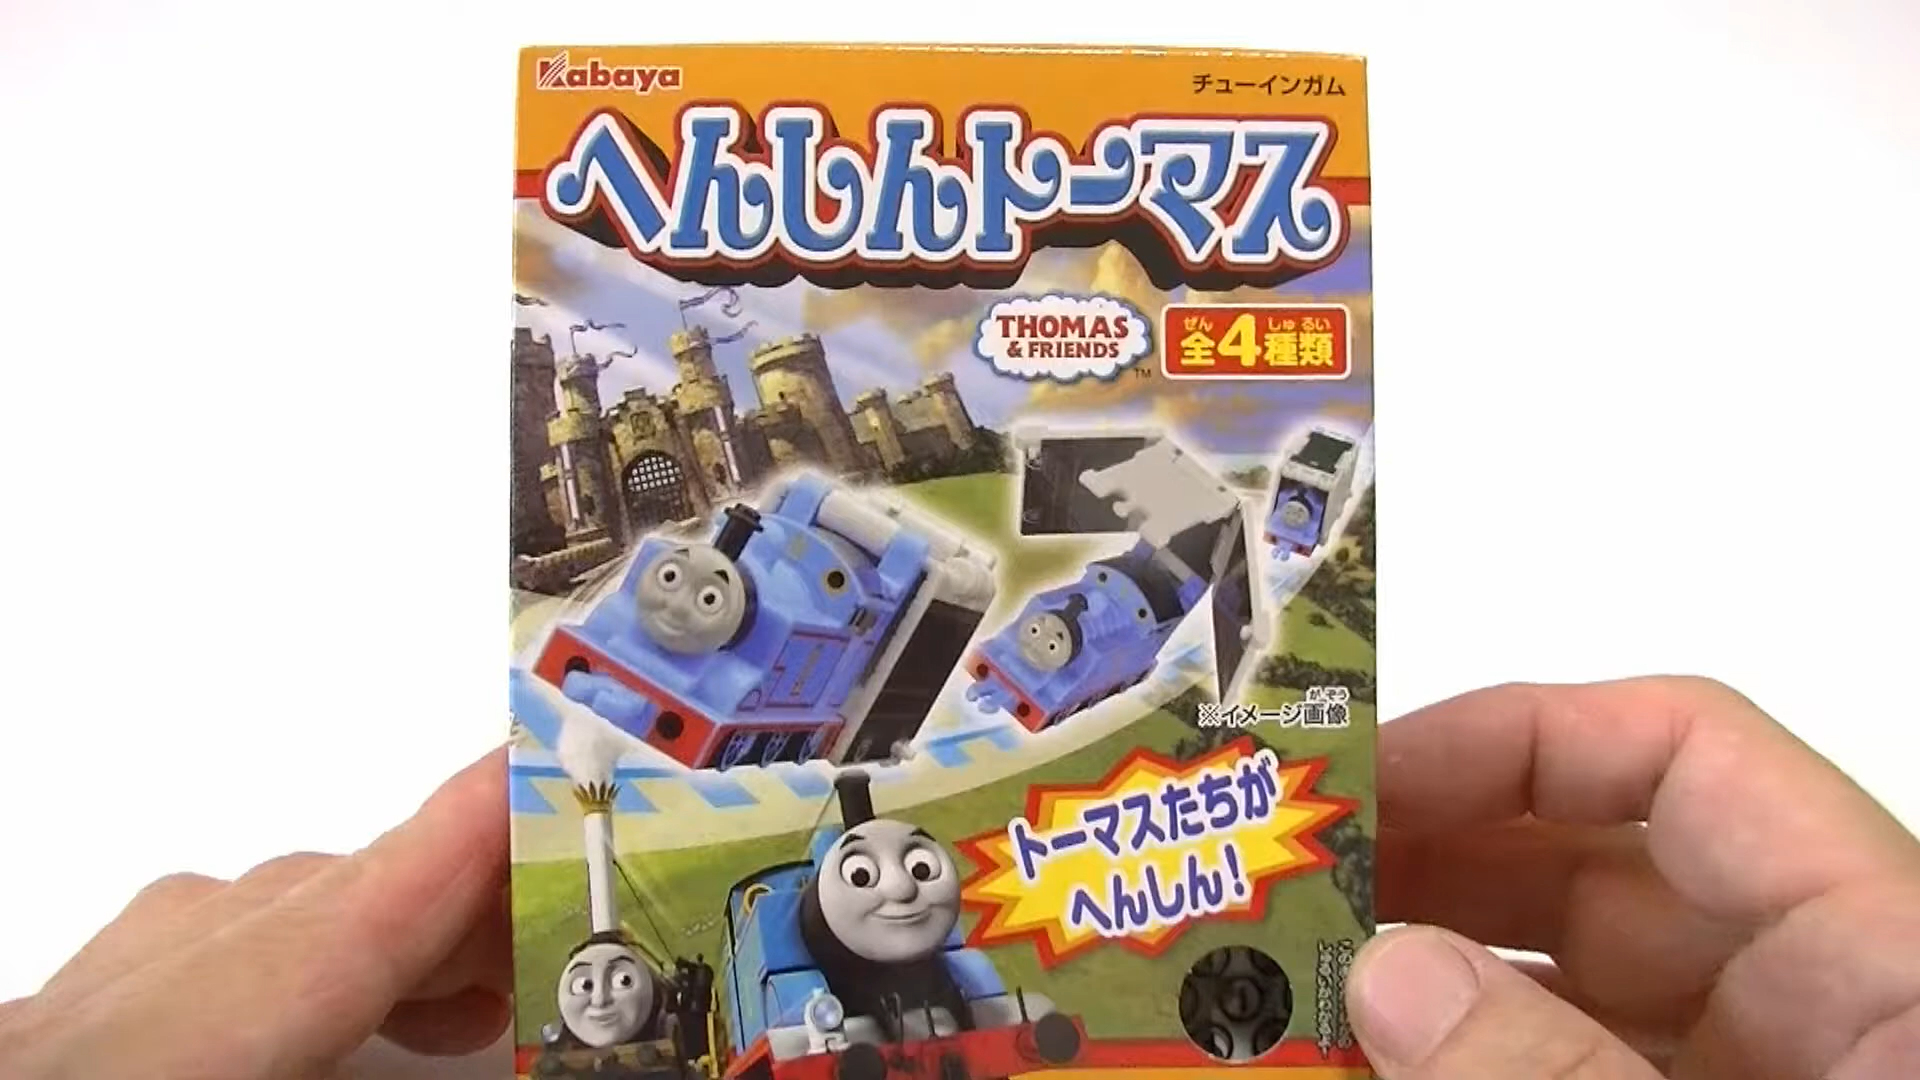 Kabaya
チューインガム
へんしんトーマス
THOMAS
& FRIENDS
TM
ぜん しゅ るい
全4種類
が ぞう
※イメージ画像
トーマスたちが
へんしん!